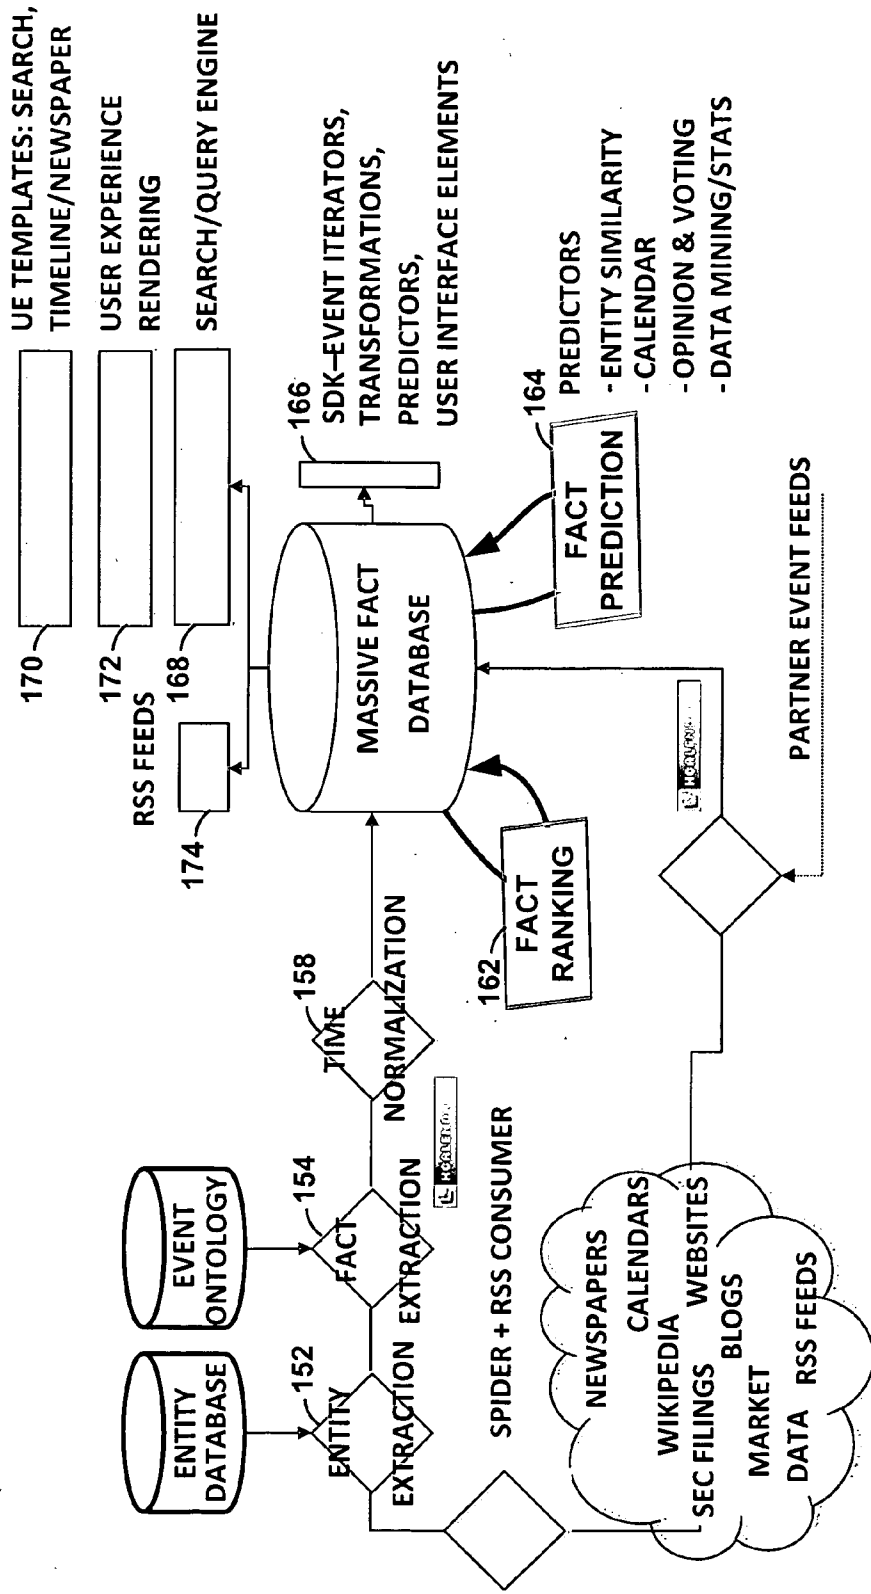 ENTITY
DATABASE
EVENT
ONTOLOGY
152
ENTITY
EXTRACTION
154
FACT
EXTRACTION
158
TIME
NORMALIZATION
SPIDER + RSS CONSUMER
NEWSPAPERS
CALENDARS
WIKIPEDIA
WEBSITES
SEC FILINGS
BLOGS
MARKET
DATA
RSS FEEDS
162
FACT
RANKING
MASSIVE FACT
DATABASE
174
RSS FEEDS
170
172
168
UE TEMPLATES: SEARCH,
TIMELINE/NEWSPAPER
USER EXPERIENCE
RENDERING
SEARCH/QUERY ENGINE
166
SDK–EVENT ITERATORS,
TRANSFORMATIONS,
PREDICTORS,
USER INTERFACE ELEMENTS
164
FACT
PREDICTION
PREDICTORS
- ENTITY SIMILARITY
- CALENDAR
- OPINION & VOTING
- DATA MINING/STATS
PARTNER EVENT FEEDS